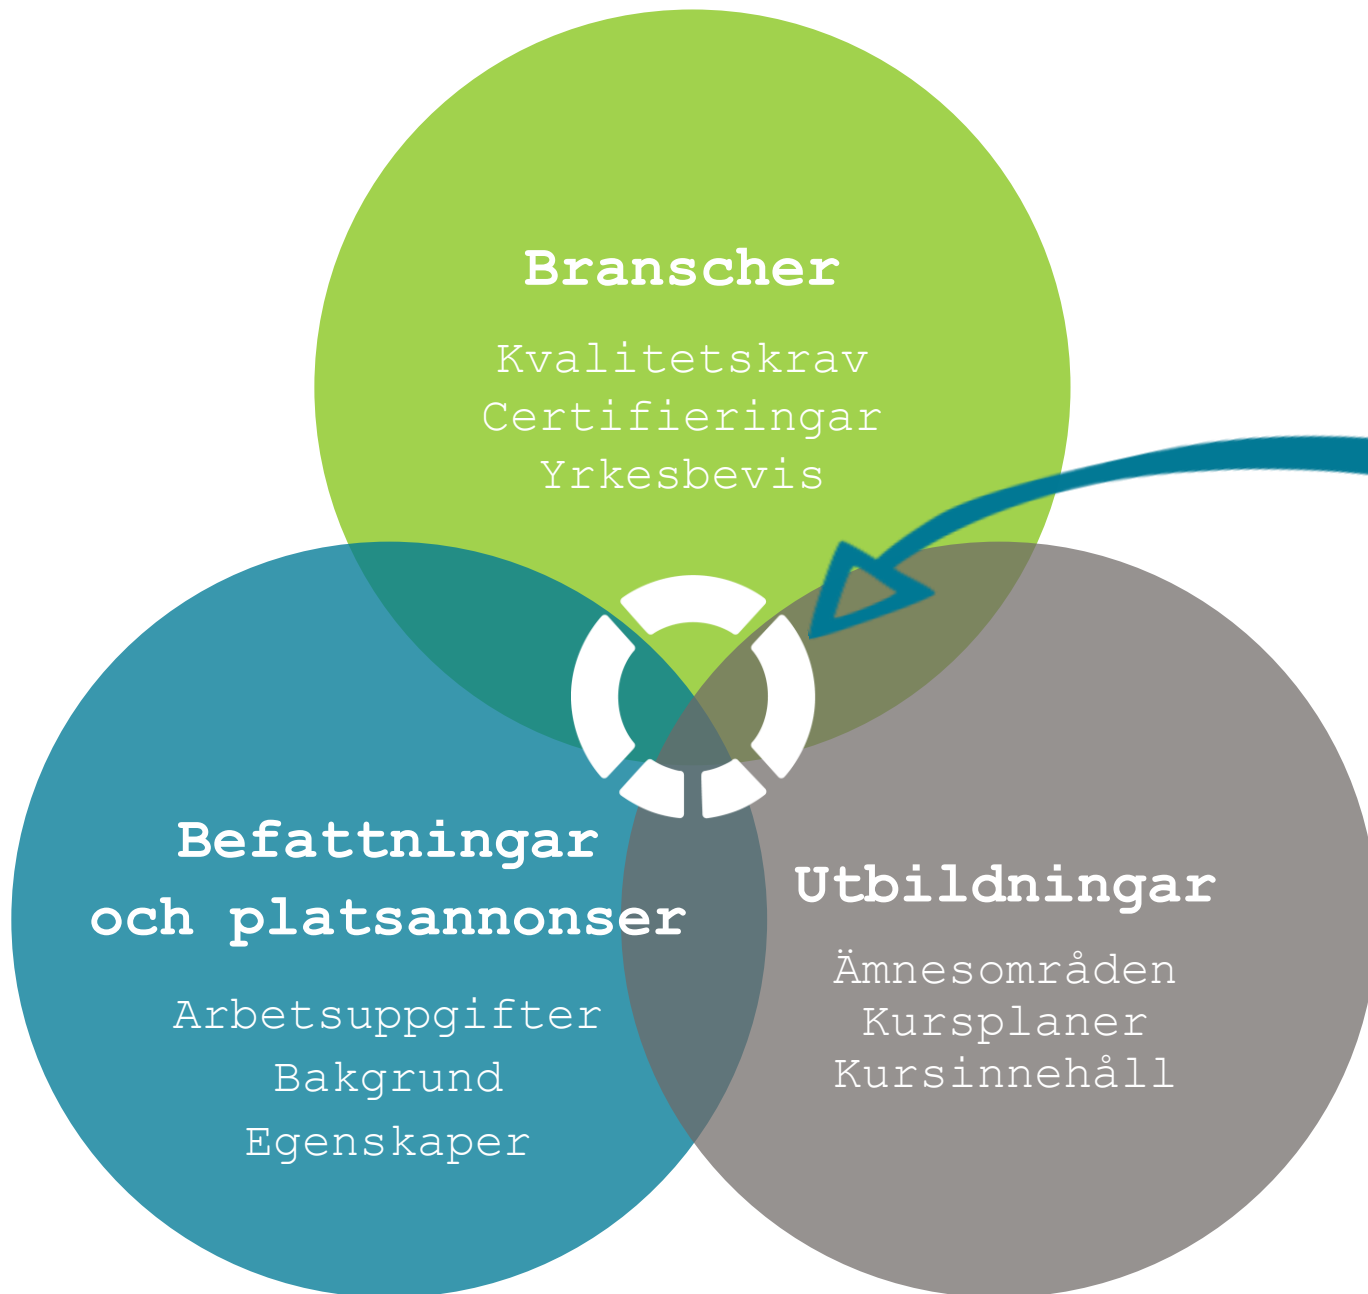 Branscher
Kvalitetskrav
Certifieringar
Yrkesbevis
Befattningar
och platsannonser
Arbetsuppgifter
Bakgrund
Egenskaper
Utbildningar
Ämnesområden
Kursplaner
Kursinnehåll